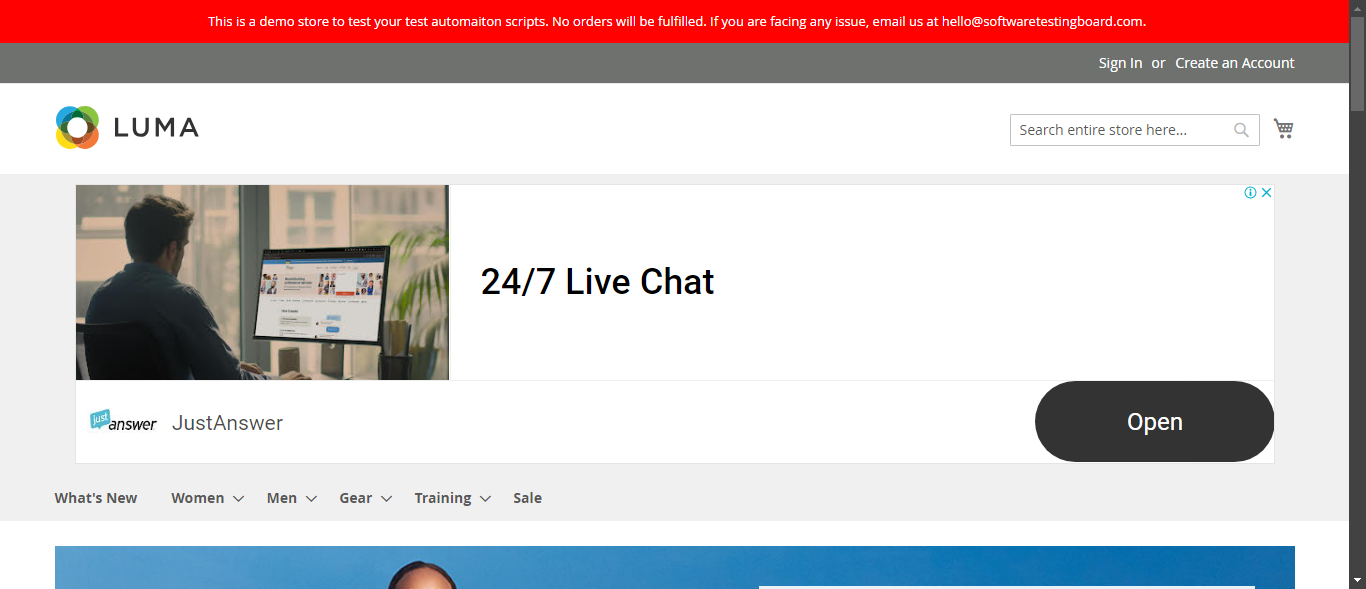 This is a demo store to test your test automaiton scripts. No orders will be fulfilled. If you are facing any issue, email us at hello@softwaretestingboard.com.
Sign In or Create an Account
LUMA
Search entire store here...
24/7 Live Chat
just answer
JustAnswer
Open
What's New Women Men Gear Training Sale